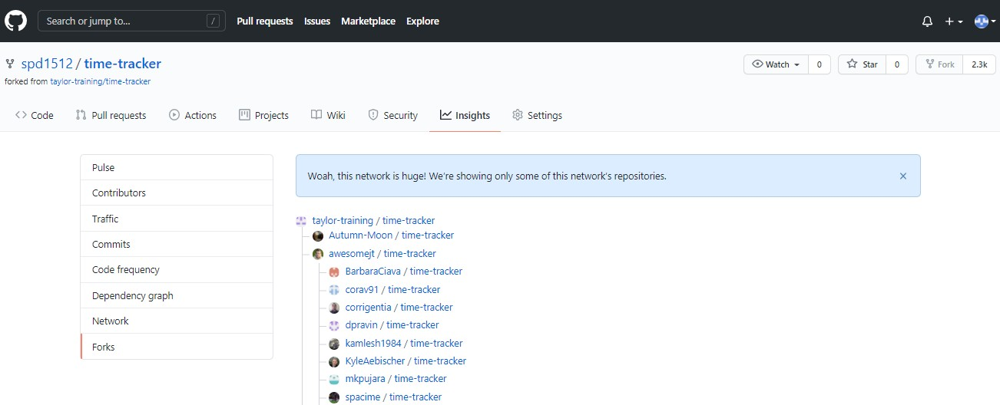 Search or jump to... / Pull requests Issues Marketplace Explore
spd1512 / time-tracker Watch 0 Star 0 Fork 2.3k
forked from taylor-training/time-tracker
Code Pull requests Actions Projects Wiki Security Insights Settings
Pulse
Contributors
Traffic
Commits
Code frequency
Dependency graph
Network
Forks
Woah, this network is huge! We're showing only some of this network's repositories.
taylor-training / time-tracker
Autumn-Moon / time-tracker
awesomejt / time-tracker
BarbaraCiava / time-tracker
corav91 / time-tracker
corrigentia / time-tracker
dpravin / time-tracker
kamlesh1984 / time-tracker
KyleAebischer / time-tracker
mkpujara / time-tracker
spacime / time-tracker